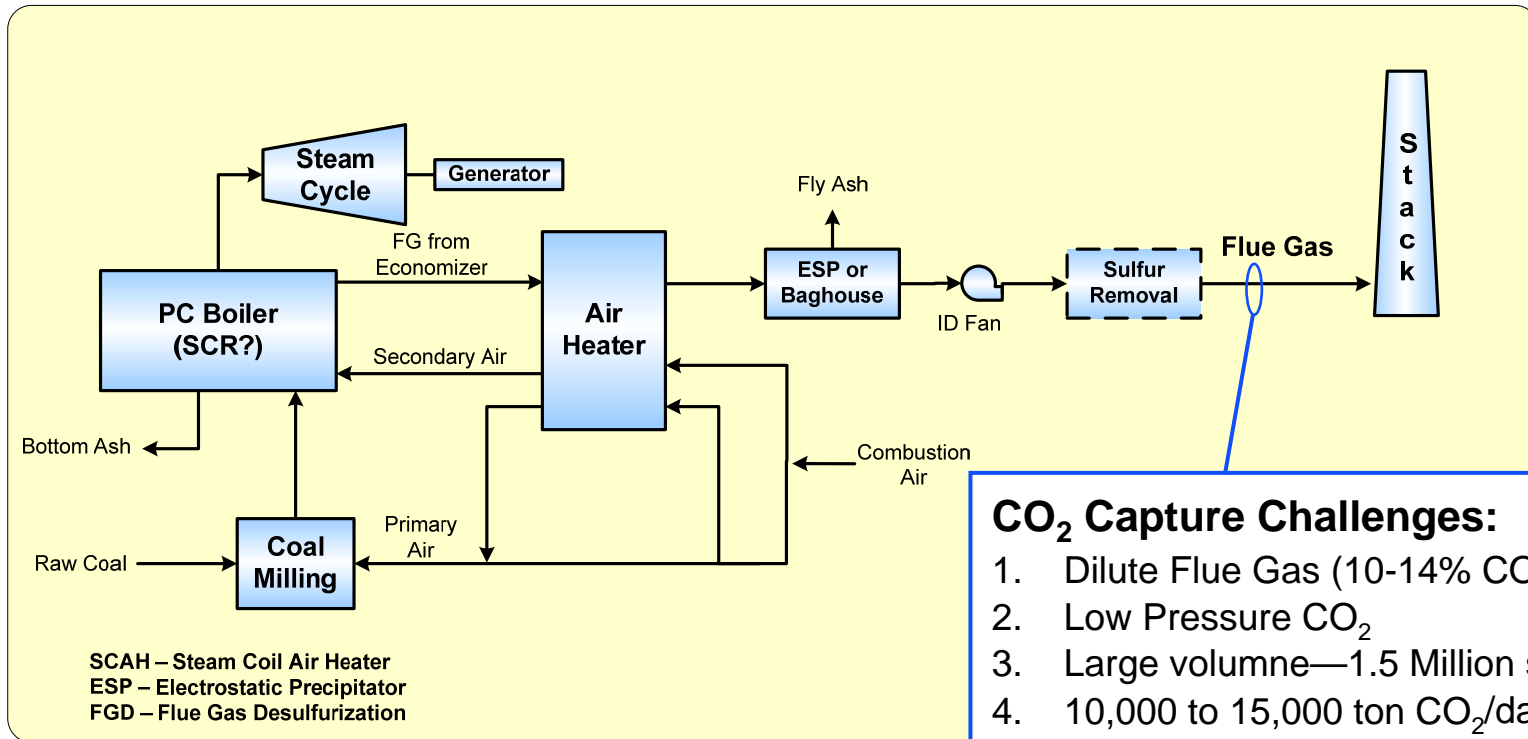 Steam
Cycle
Generator
FG from
Economizer
PC Boiler
(SCR?)
Secondary Air
Air
Heater
Fly Ash
ESP or
Baghouse
ID Fan
Sulfur
Removal
Flue Gas
Stack
Bottom Ash
Combustion
Air
Raw Coal
Coal
Milling
Primary
Air
SCAH – Steam Coil Air Heater
ESP – Electrostatic Precipitator
FGD – Flue Gas Desulfurization
CO₂ Capture Challenges:
1. Dilute Flue Gas (10-14% CO
2. Low Pressure CO₂
3. Large volumne—1.5 Million
4. 10,000 to 15,000 ton CO₂/da